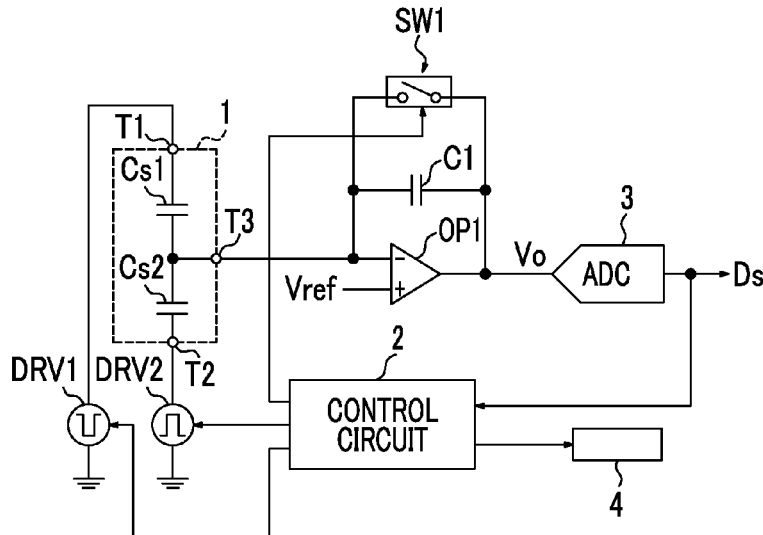 SW1
T1
1
Cs1
C1
T3
OP1
3
Cs2
Vref
−
+
Vo
ADC
Ds
T2
DRV1
DRV2
2
CONTROL
CIRCUIT
4